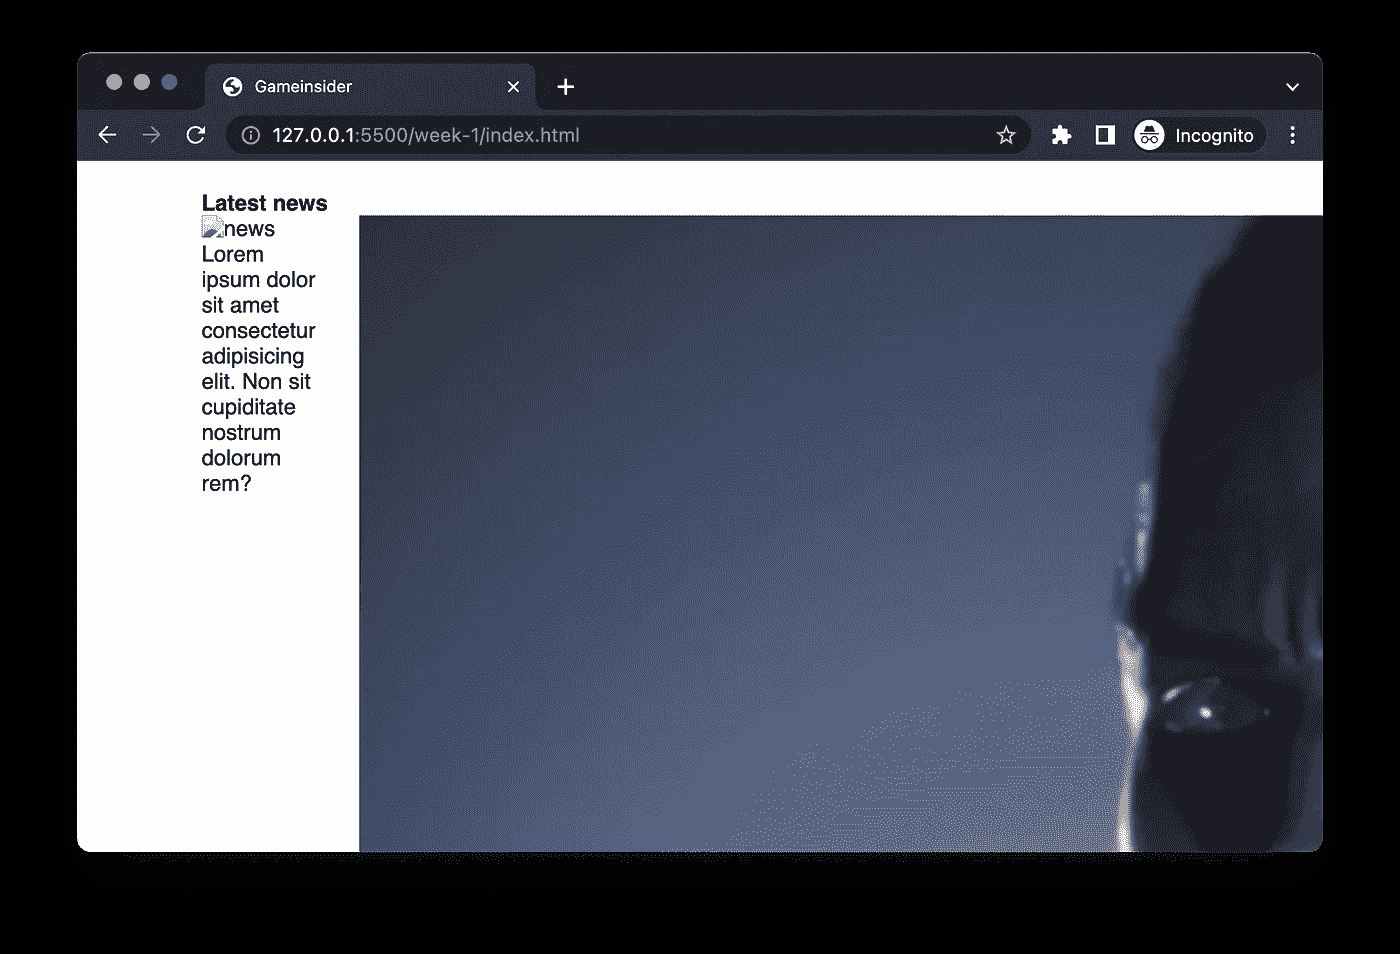 Gameinsider
127.0.0.1:5500/week-1/index.html
Incognito
Latest news
news
Lorem
ipsum dolor
sit amet
consectetur
adipisicing
elit. Non sit
cupiditate
nostrum
dolorum
rem?